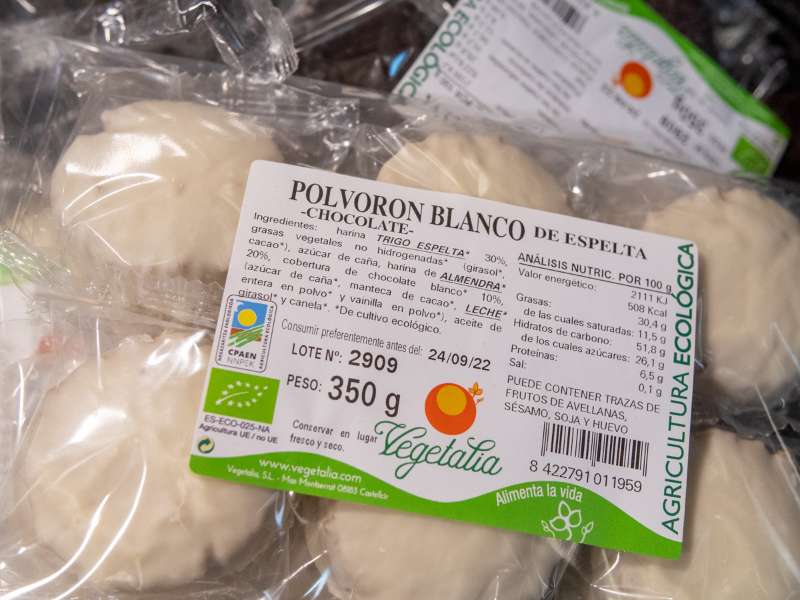 POLVORON BLANCO DE ESPELTA
-CHOCOLATE-
Ingredientes: harina TRIGO ESPELTA* 30%,
grasas vegetales no hidrogenadas* (girasol*,
cacao*), azúcar de caña, harina de ALMENDRA*
20%, cobertura de chocolate blanco* 10%,
(azúcar de caña*, manteca de cacao*, LECHE*
entera en polvo* y vainilla en polvo*), aceite de
girasol* y canela*. *De cultivo ecológico.
Consumir preferentemente antes del: 24/09/22
LOTE Nº. 2909
PESO: 350 g
Conservar en lugar
fresco y seco.
ANÁLISIS NUTRIC. POR 100 g
Valor energético: 2111 KJ
508 Kcal
Grasas: 30,4 g
de las cuales saturadas: 11,5 g
Hidratos de carbono: 51,8 g
de los cuales azúcares: 26,1 g
Proteínas: 6,5 g
Sal: 0,1 g
PUEDE CONTENER TRAZAS DE
FRUTOS DE AVELLANAS,
SÉSAMO, SOJA Y HUEVO
8 422791 011959
AGRICULTURA ECOLÓGICA
CPAEN
NNPEK
ES-ECO-025-NA
Agricultura UE / no UE
Vegetalia
www.vegetalia.com
Vegetalia, S.L. - Mas Montserrat 08183 Castellcir
Alimenta la vida